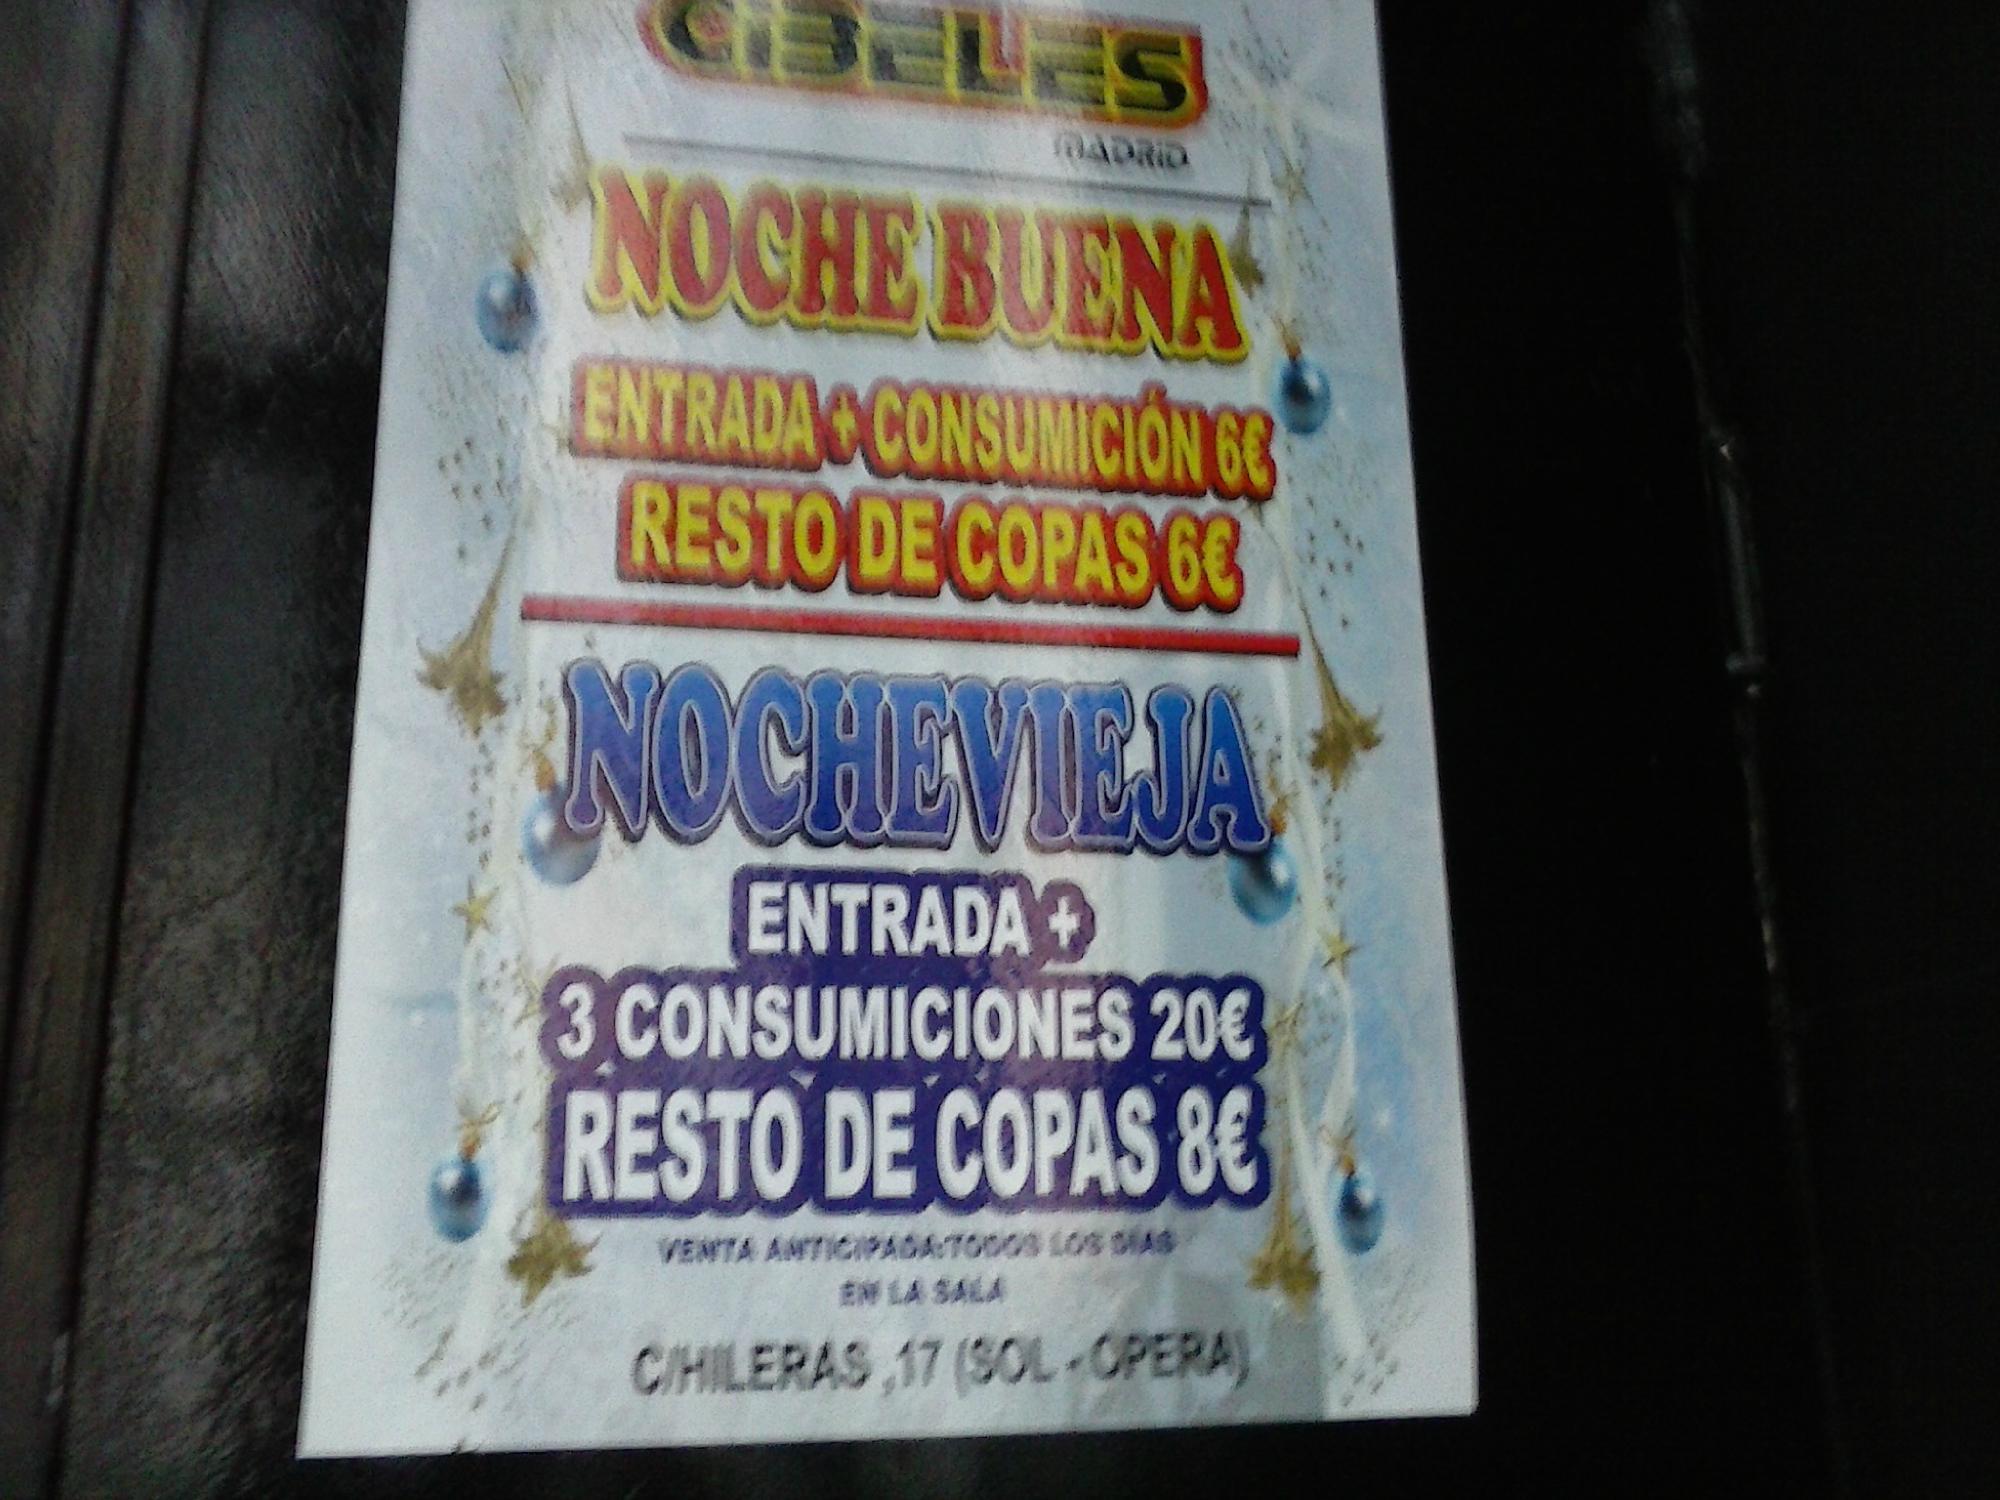 CIBELES
MADRID
NOCHE BUENA
ENTRADA + CONSUMICIÓN 6€
RESTO DE COPAS 6€
NOCHEVIEJA
ENTRADA +
3 CONSUMICIONES 20€
RESTO DE COPAS 8€
VENTA ANTICIPADA:TODOS LOS DÍAS
EN LA SALA
C/HILERAS ,17 (SOL - OPERA)